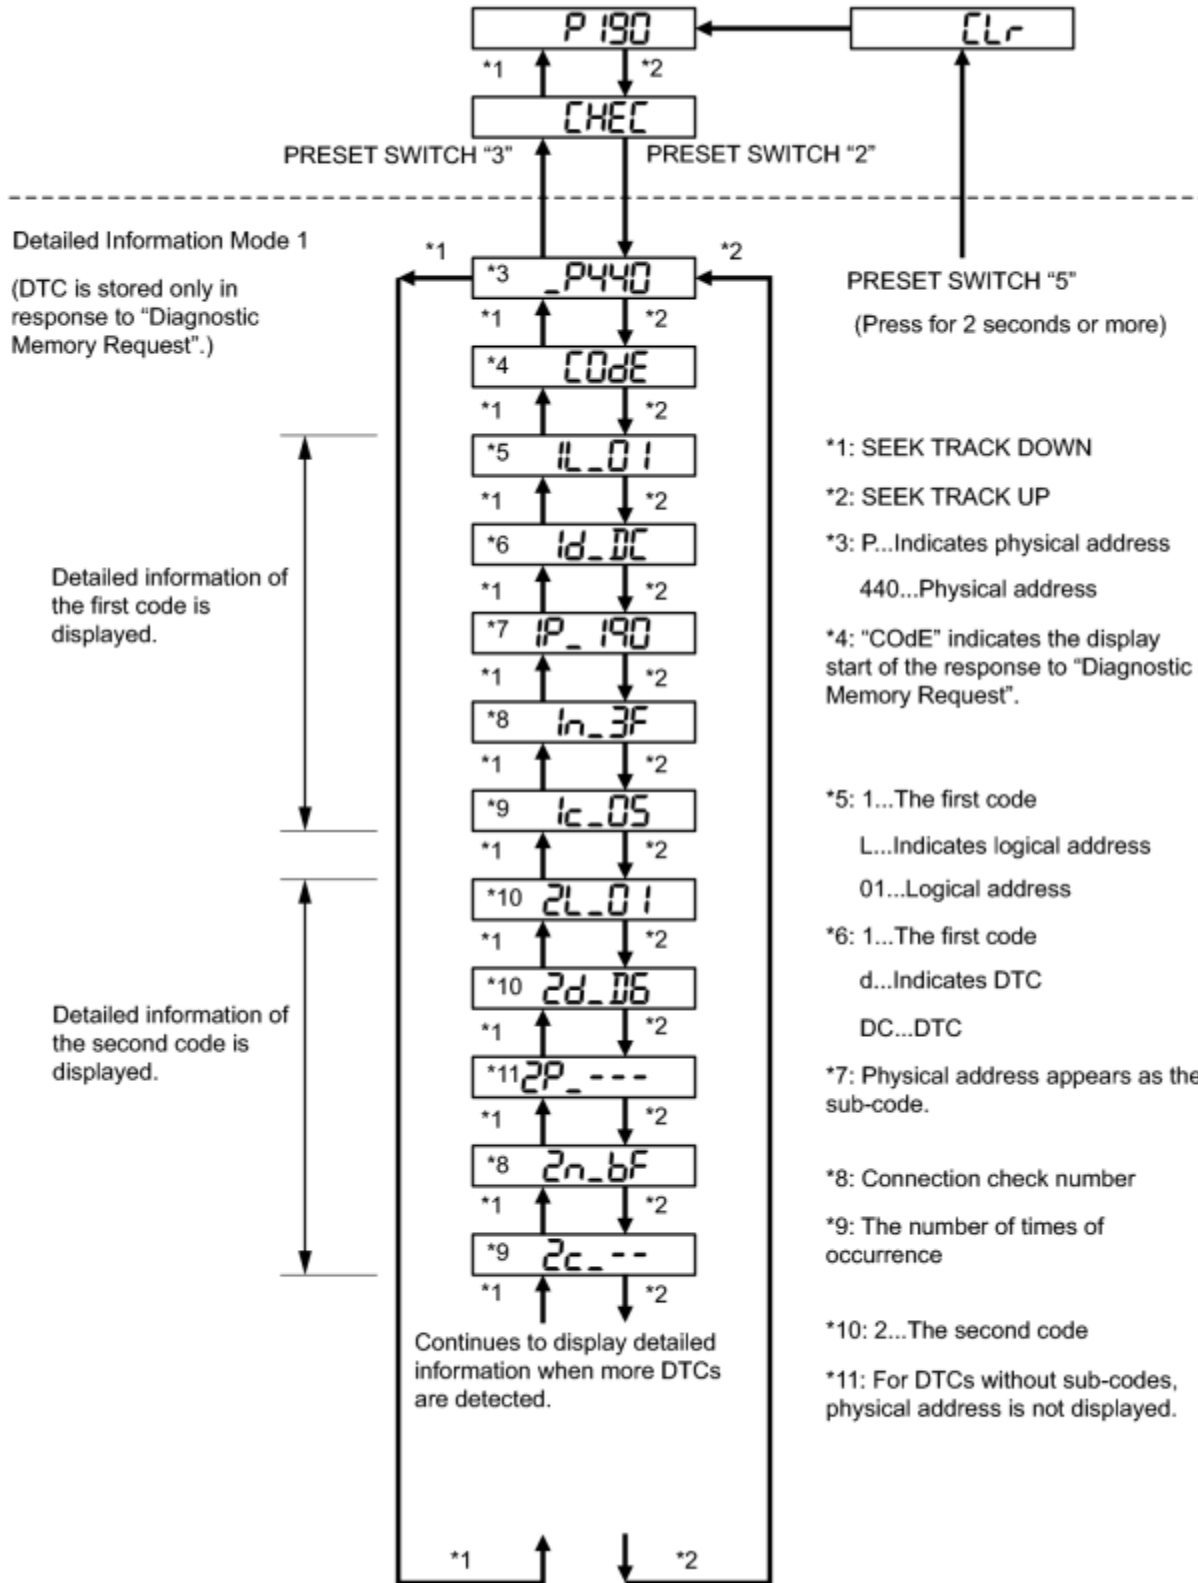 P190
CLr
*1
*2
CHEC
PRESET SWITCH “3”
PRESET SWITCH “2”
Detailed Information Mode 1
(DTC is stored only in
response to “Diagnostic
Memory Request”.)
*1
*2
*3 _P440
PRESET SWITCH “5”
(Press for 2 seconds or more)
*1
*2
*4 COdE
*1
*2
*5 1L_01
*1
*2
*6 1d_DC
*1
*2
*7 1P_190
*1
*2
*8 1n_3F
*1
*2
*9 1c_05
Detailed information of
the first code is
displayed.
*1
*2
*10 2L_01
*1
*2
*10 2d_D6
*1
*2
*11 2P_---
*1
*2
*8 2n_bF
*1
*2
*9 2c_--
*1
*2
Detailed information of
the second code is
displayed.
Continues to display detailed
information when more DTCs
are detected.
*1
*2
*1: SEEK TRACK DOWN
*2: SEEK TRACK UP
*3: P...Indicates physical address
440...Physical address
*4: “COdE” indicates the display
start of the response to “Diagnostic
Memory Request”.
*5: 1...The first code
L...Indicates logical address
01...Logical address
*6: 1...The first code
d...Indicates DTC
DC...DTC
*7: Physical address appears as the
sub-code.
*8: Connection check number
*9: The number of times of
occurrence
*10: 2...The second code
*11: For DTCs without sub-codes,
physical address is not displayed.